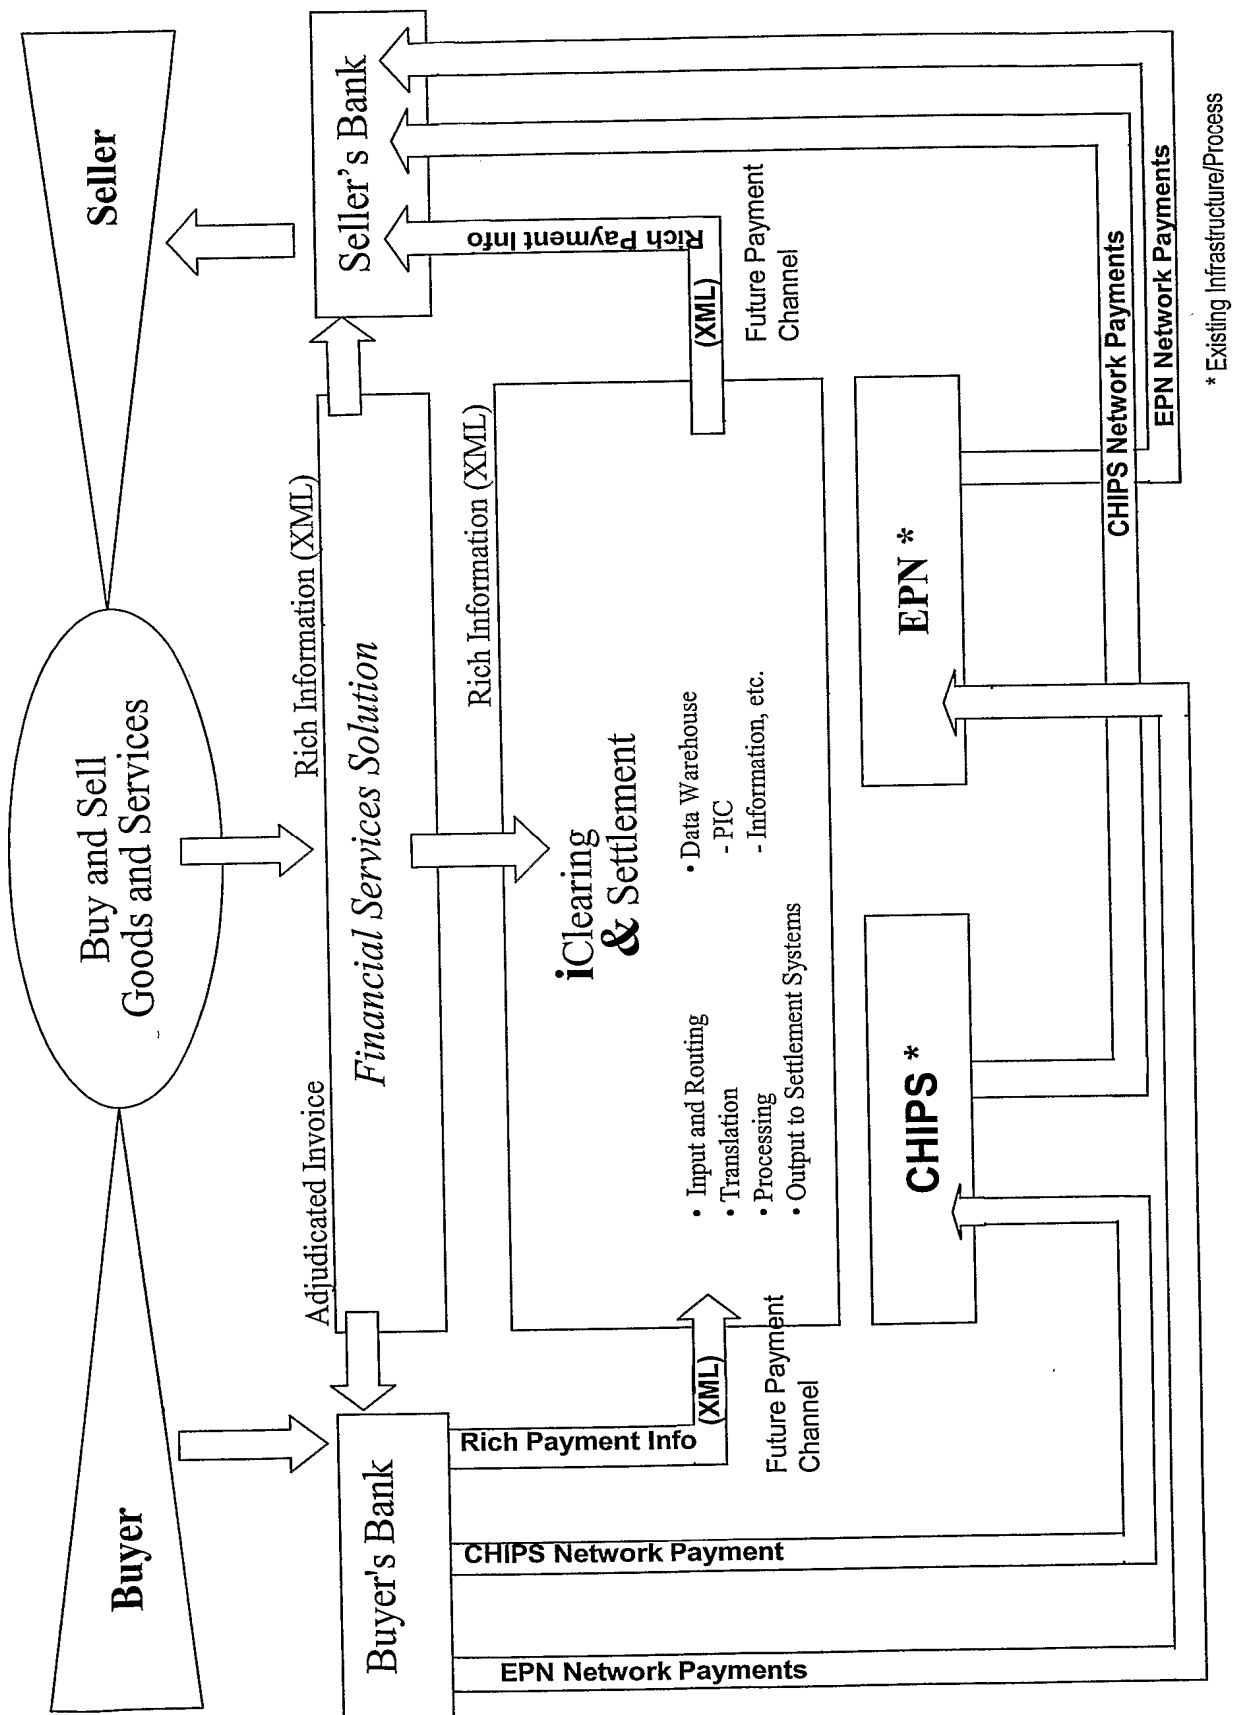 Buyer
Buy and Sell
Goods and Services
Seller
Adjudicated Invoice
Rich Information (XML)
Buyer's Bank
Financial Services Solution
Seller's Bank
Rich Information (XML)
Rich Payment Info
(XML)
Future Payment
Channel
iClearing
& Settlement
• Input and Routing
• Translation
• Processing
• Output to Settlement Systems
• Data Warehouse
- PIC
- Information, etc.
Rich Payment Info
(XML)
Future Payment
Channel
CHIPS *
EPN *
CHIPS Network Payment
EPN Network Payments
CHIPS Network Payments
EPN Network Payments
* Existing Infrastructure/Process